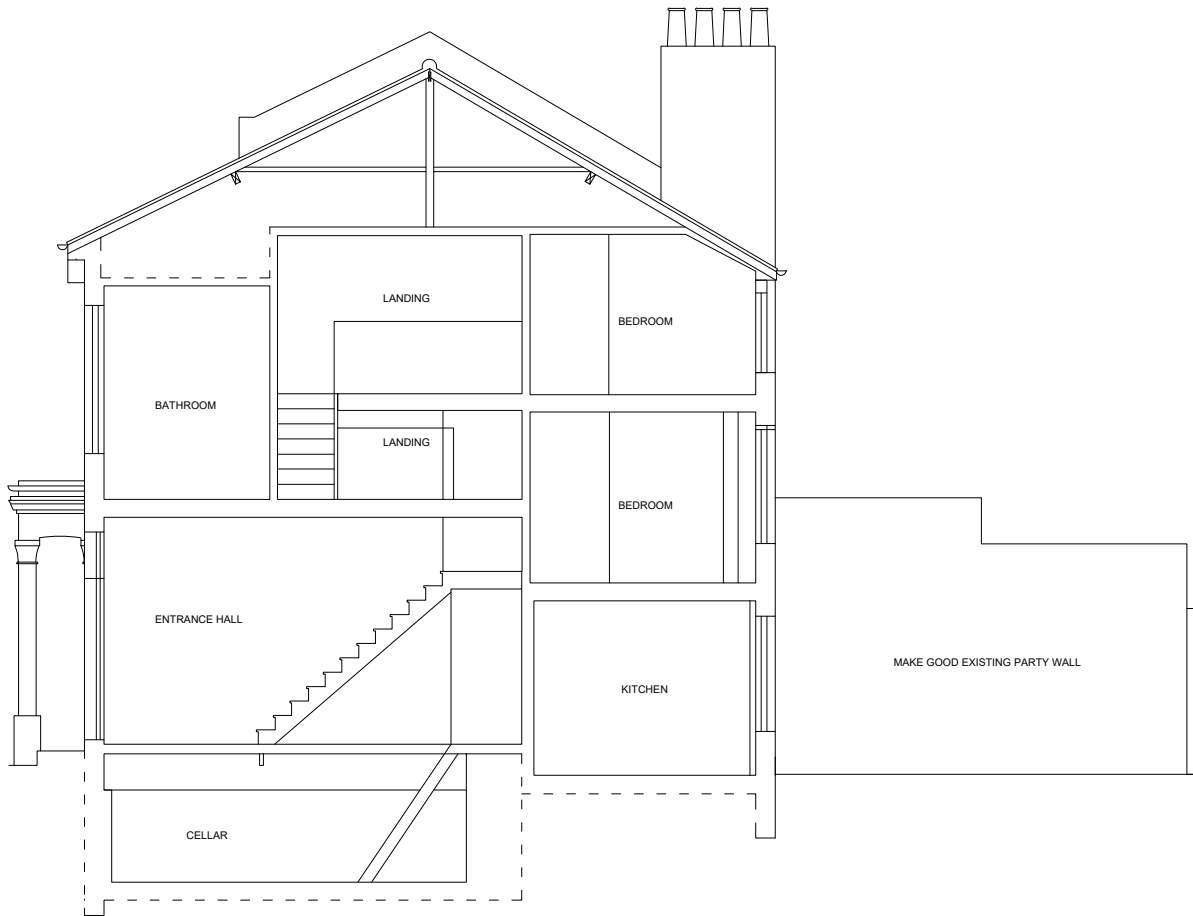 LANDING
BEDROOM
BATHROOM
LANDING
BEDROOM
ENTRANCE HALL
KITCHEN
MAKE GOOD EXISTING PARTY WALL
CELLAR